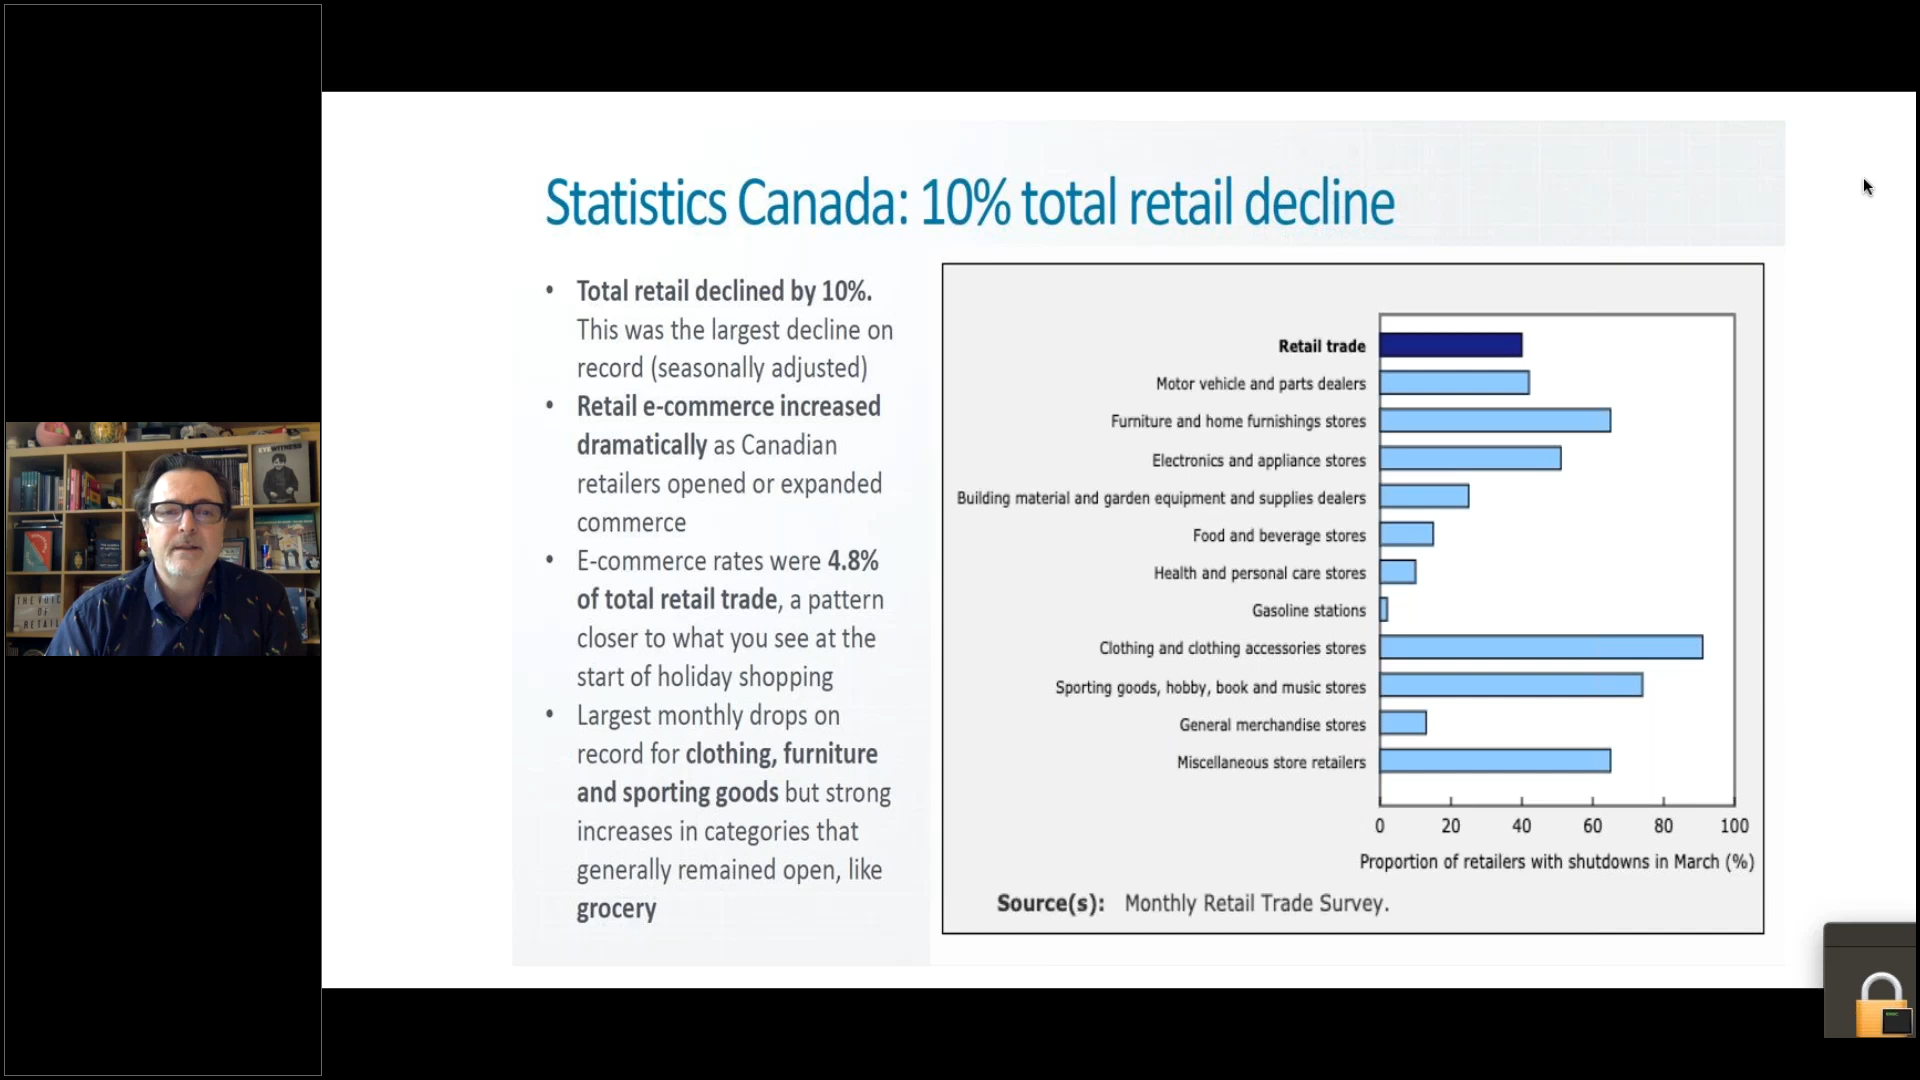 Statistics Canada: 10% total retail decline
• Total retail declined by 10%.
This was the largest decline on
record (seasonally adjusted)
• Retail e-commerce increased
dramatically as Canadian
retailers opened or expanded
commerce
• E-commerce rates were 4.8%
of total retail trade, a pattern
closer to what you see at the
start of holiday shopping
• Largest monthly drops on
record for clothing, furniture
and sporting goods but strong
increases in categories that
generally remained open, like
grocery
Retail trade
Motor vehicle and parts dealers
Furniture and home furnishings stores
Electronics and appliance stores
Building material and garden equipment and supplies dealers
Food and beverage stores
Health and personal care stores
Gasoline stations
Clothing and clothing accessories stores
Sporting goods, hobby, book and music stores
General merchandise stores
Miscellaneous store retailers
0 20 40 60 80 100
Proportion of retailers with shutdowns in March (%)
Source(s): Monthly Retail Trade Survey.
EYEWITNESS
THE VOICE
OF
RETAIL